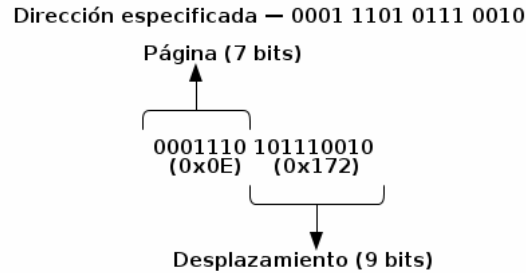 Dirección especificada — 0001 1101 0111 0010
Página (7 bits)
0001110 101110010
(0x0E) (0x172)
Desplazamiento (9 bits)